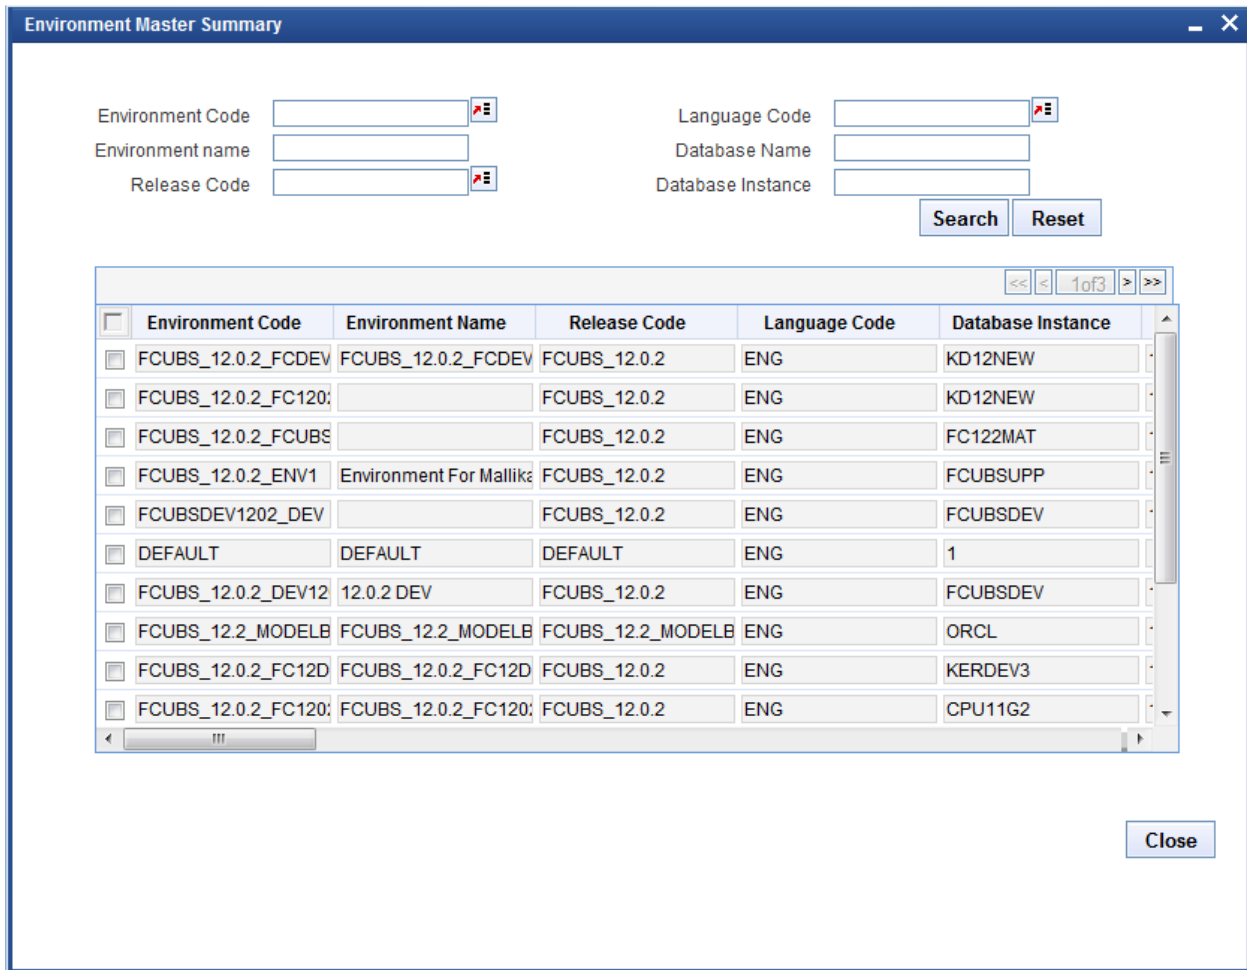 Environment Master Summary
Environment Code Language Code
Environment name Database Name
Release Code Database Instance
Search Reset
<< < 1of3 > >>
Environment Code Environment Name Release Code Language Code Database Instance
FCUBS_12.0.2_FCDEV FCUBS_12.0.2_FCDEV FCUBS_12.0.2 ENG KD12NEW
FCUBS_12.0.2_FC1202 FCUBS_12.0.2 ENG KD12NEW
FCUBS_12.0.2_FCUBS FCUBS_12.0.2 ENG FC122MAT
FCUBS_12.0.2_ENV1 Environment For Mallika FCUBS_12.0.2 ENG FCUBSUPP
FCUBSDEV1202_DEV FCUBS_12.0.2 ENG FCUBSDEV
DEFAULT DEFAULT DEFAULT ENG 1
FCUBS_12.0.2_DEV120 12.0.2 DEV FCUBS_12.0.2 ENG FCUBSDEV
FCUBS_12.2_MODELB FCUBS_12.2_MODELB FCUBS_12.2_MODELB ENG ORCL
FCUBS_12.0.2_FC12D FCUBS_12.0.2_FC12D FCUBS_12.0.2 ENG KERDEV3
FCUBS_12.0.2_FC1202 FCUBS_12.0.2_FC1202 FCUBS_12.0.2 ENG CPU11G2
Close